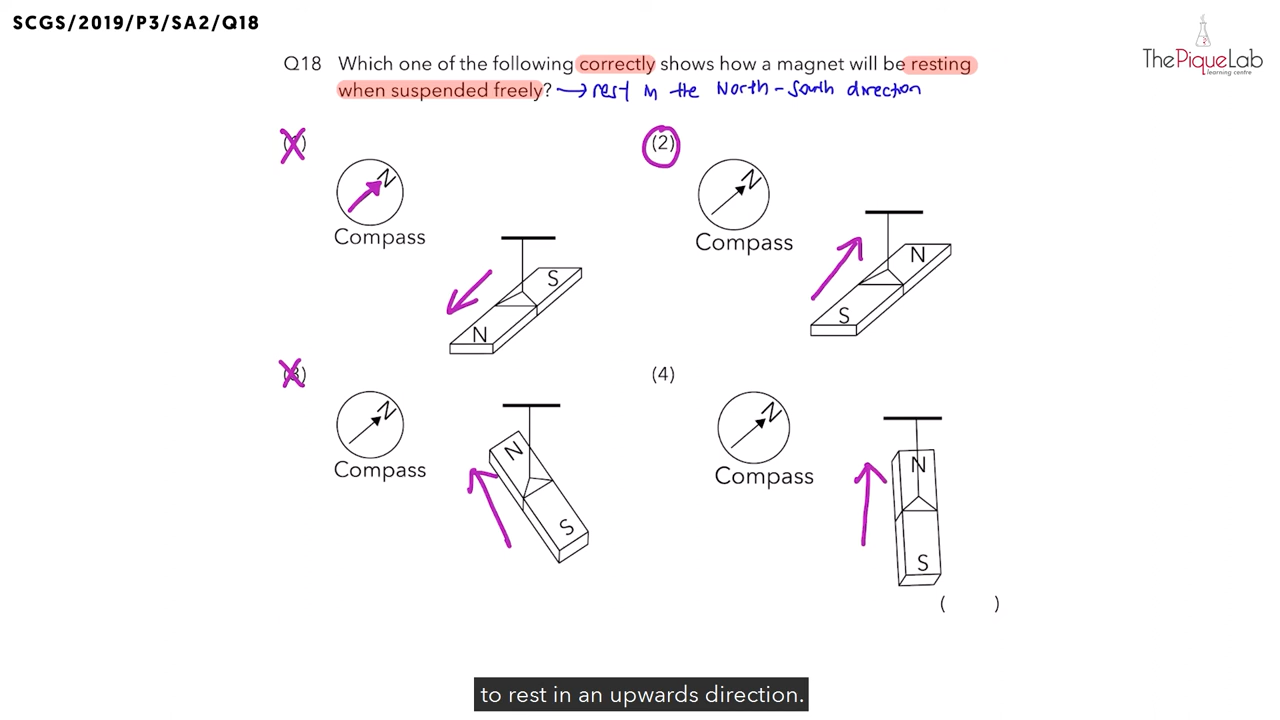 SCGS/2019/P3/SA2/Q18
ThePiqueLab
learning centre
Q18 Which one of the following correctly shows how a magnet will be resting
when suspended freely? → rest in the North-South direction
(1)
N
Compass
S
N
(2)
N
Compass
N
S
(3)
N
Compass
N
S
(4)
N
Compass
N
S
( )
to rest in an upwards direction.